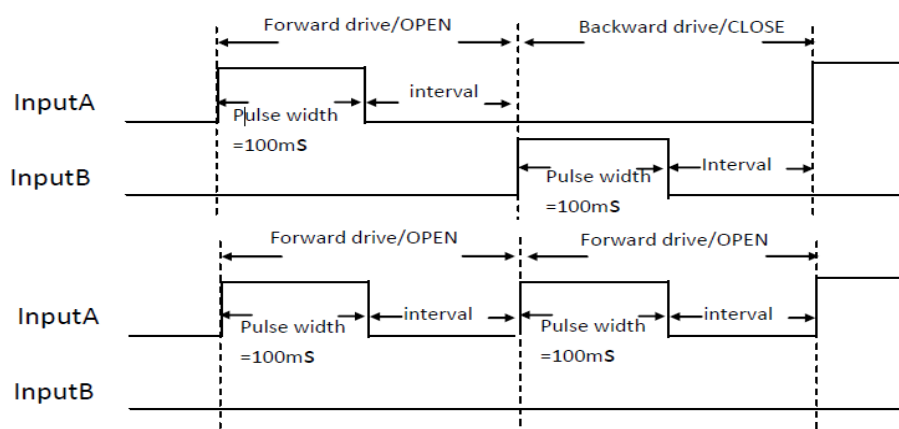 Forward drive/OPEN Backward drive/CLOSE
InputA
interval
Pulse width
=100mS
InputB
Interval
Pulse width
=100mS
Forward drive/OPEN Forward drive/OPEN
InputA
interval interval
Pulse width Pulse width
=100mS =100mS
InputB